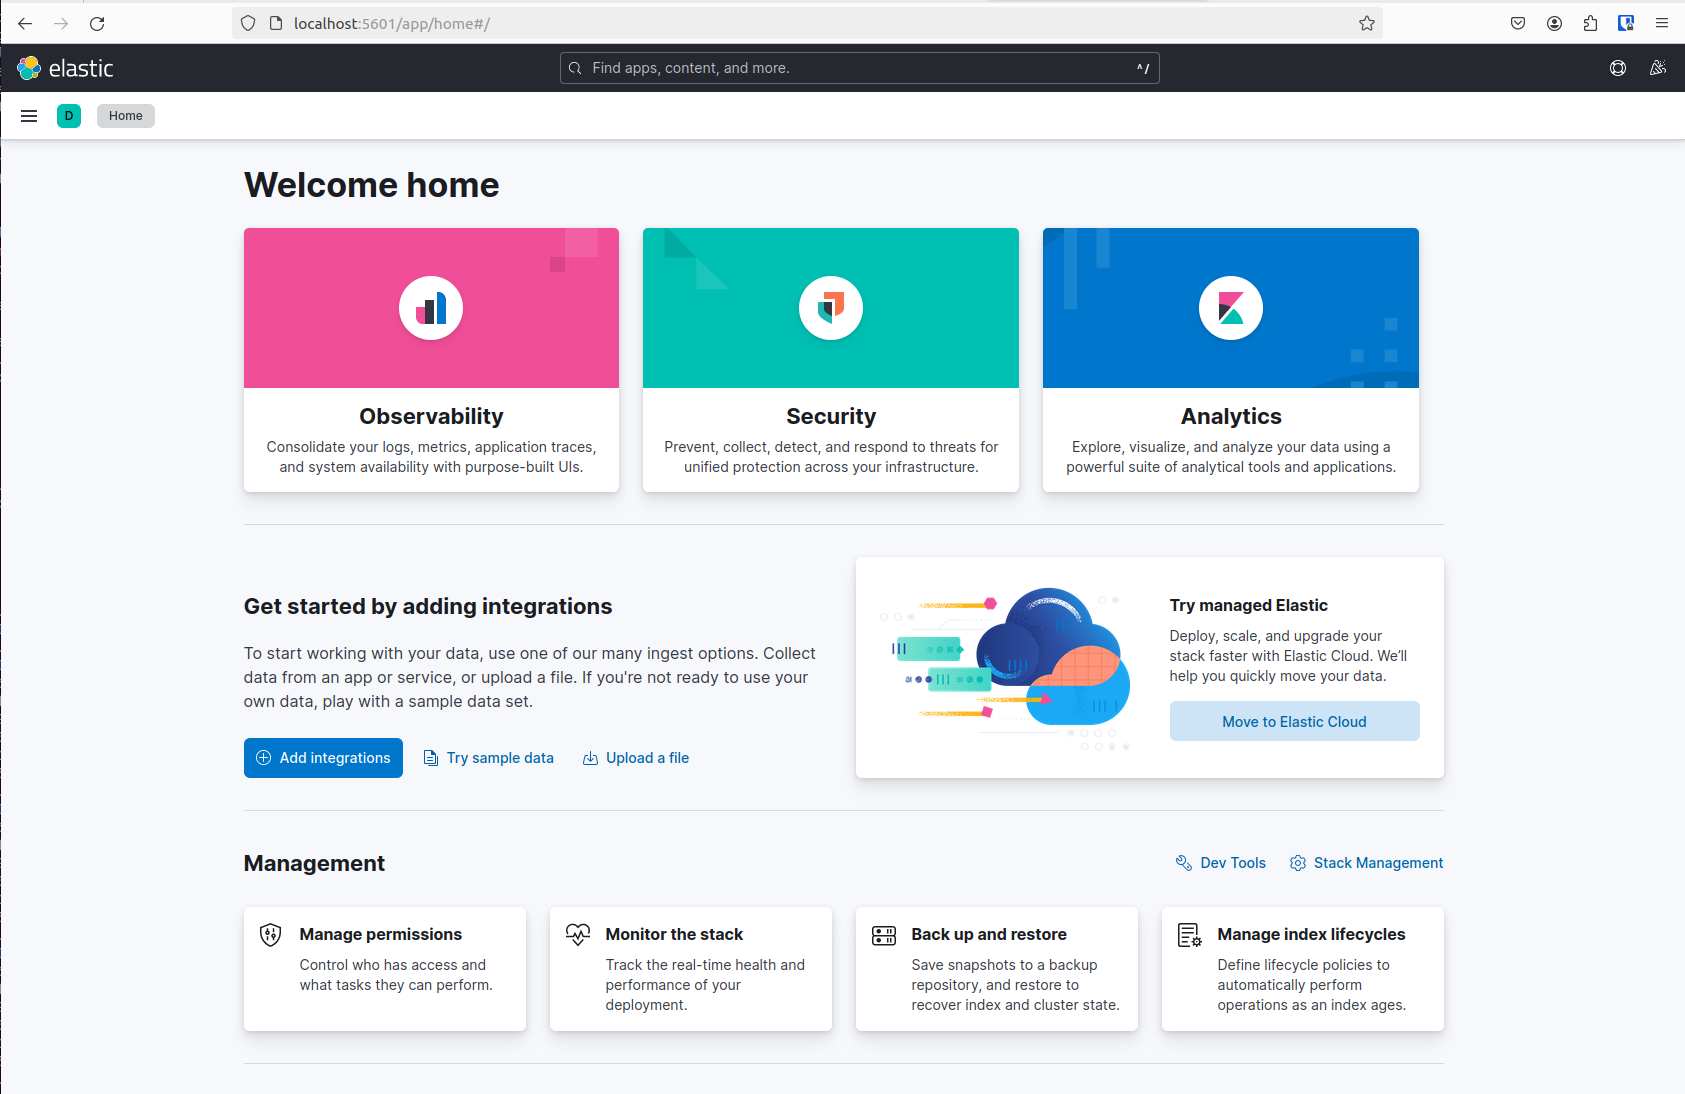 localhost:5601/app/home#/
elastic
Find apps, content, and more.
^/
D
Home
Welcome home
Observability
Consolidate your logs, metrics, application traces,
and system availability with purpose-built UIs.
Security
Prevent, collect, detect, and respond to threats for
unified protection across your infrastructure.
Analytics
Explore, visualize, and analyze your data using a
powerful suite of analytical tools and applications.
Get started by adding integrations
To start working with your data, use one of our many ingest options. Collect
data from an app or service, or upload a file. If you're not ready to use your
own data, play with a sample data set.
Add integrations
Try sample data
Upload a file
Try managed Elastic
Deploy, scale, and upgrade your
stack faster with Elastic Cloud. We’ll
help you quickly move your data.
Move to Elastic Cloud
Management
Dev Tools
Stack Management
Manage permissions
Control who has access and
what tasks they can perform.
Monitor the stack
Track the real-time health and
performance of your
deployment.
Back up and restore
Save snapshots to a backup
repository, and restore to
recover index and cluster state.
Manage index lifecycles
Define lifecycle policies to
automatically perform
operations as an index ages.